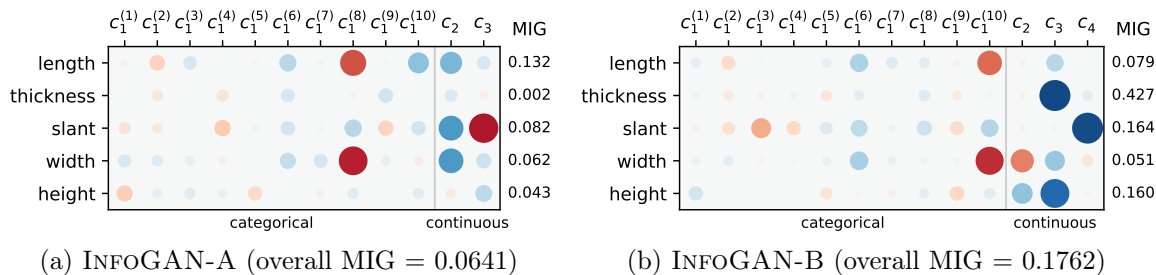 c₁⁽¹⁾ c₁⁽²⁾ c₁⁽³⁾ c₁⁽⁴⁾ c₁⁽⁵⁾ c₁⁽⁶⁾ c₁⁽⁷⁾ c₁⁽⁸⁾ c₁⁽⁹⁾ c₁⁽¹⁰⁾ c₂ c₃ MIG
length 0.132
thickness 0.002
slant 0.082
width 0.062
height 0.043
categorical continuous
(a) INFOGAN-A (overall MIG = 0.0641)
c₁⁽¹⁾ c₁⁽²⁾ c₁⁽³⁾ c₁⁽⁴⁾ c₁⁽⁵⁾ c₁⁽⁶⁾ c₁⁽⁷⁾ c₁⁽⁸⁾ c₁⁽⁹⁾ c₁⁽¹⁰⁾ c₂ c₃ c₄ MIG
length 0.079
thickness 0.427
slant 0.164
width 0.051
height 0.160
categorical continuous
(b) INFOGAN-B (overall MIG = 0.1762)